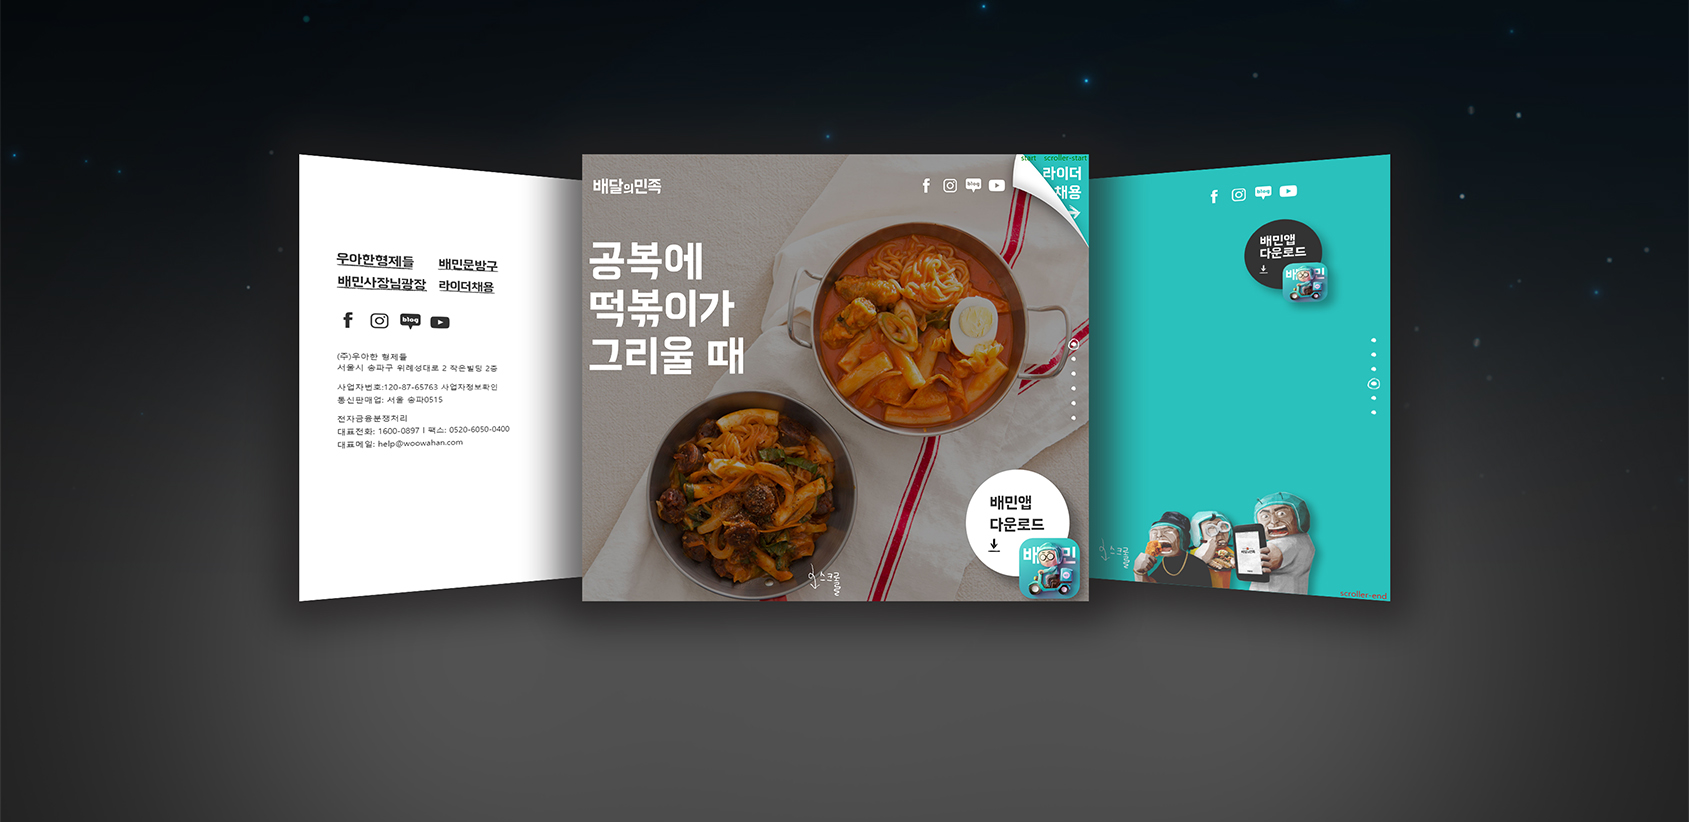 우아한형제들 배민문방구
배민사장님광장 라이더채용
blog
(주)우아한 형제들
서울시 송파구 위례성대로 2 작은빌딩 2층
사업자번호:120-87-65763 사업자정보확인
통신판매업: 서울 송파0515
전자금융분쟁처리
대표전화: 1600-0897 I 팩스: 0520-6050-0400
대표메일: help@woowahan.com
start scroller-start
배달의민족
blog
라이더
채용
공복에
떡볶이가
그리울 때
배민앱
다운로드
배 민
스크롤
blog
배민앱
다운로드
배 민
스크롤
scroller-end